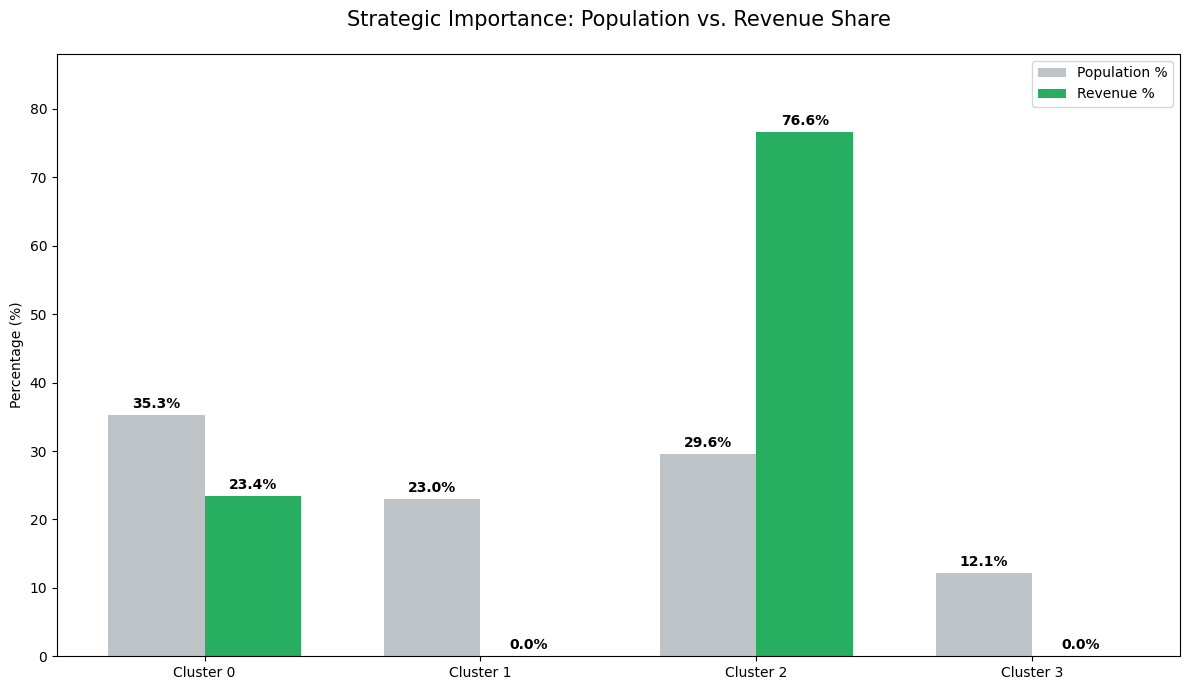 Strategic Importance: Population vs. Revenue Share
Population %
Revenue %
Percentage (%)
80
70
60
50
40
30
20
10
0
35.3%
23.4%
23.0%
0.0%
29.6%
76.6%
12.1%
0.0%
Cluster 0
Cluster 1
Cluster 2
Cluster 3